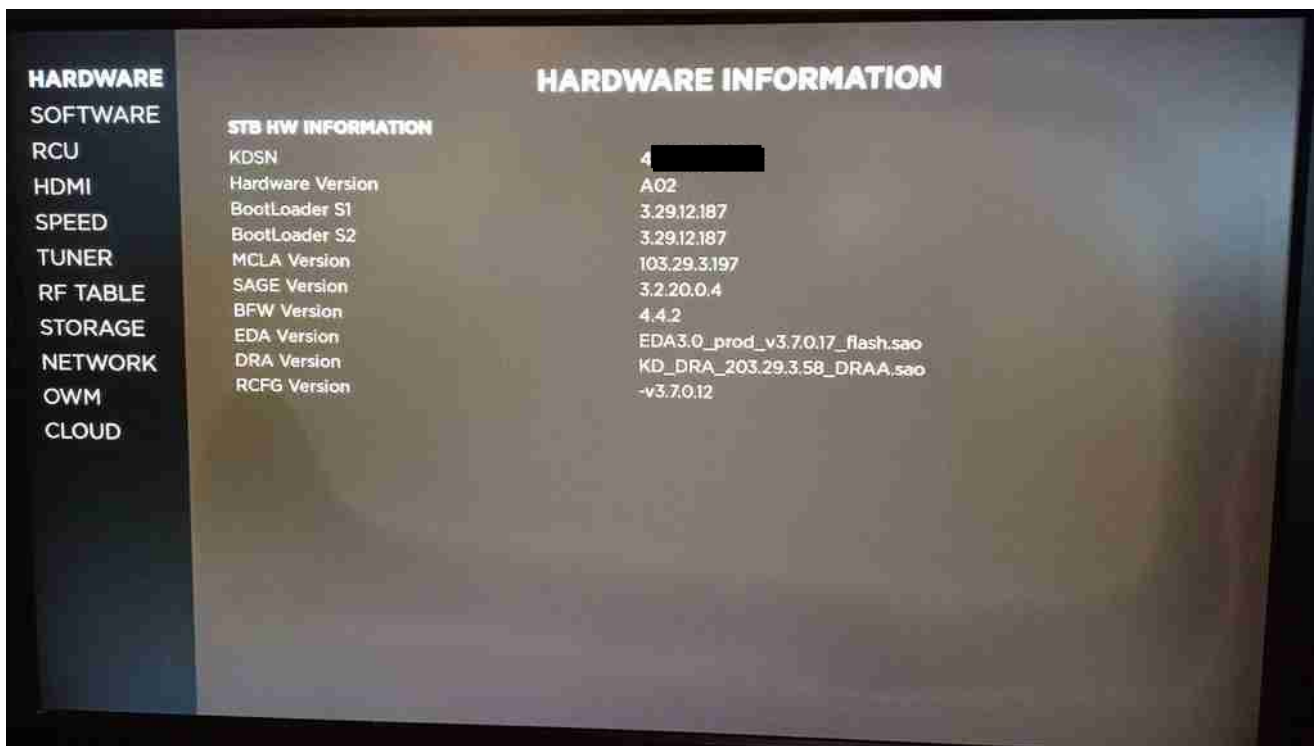 HARDWARE
SOFTWARE
RCU
HDMI
SPEED
TUNER
RF TABLE
STORAGE
NETWORK
OWM
CLOUD
HARDWARE INFORMATION
STB HW INFORMATION
KDSN 4
Hardware Version A02
BootLoader S1 3.29.12.187
BootLoader S2 3.29.12.187
MCLA Version 103.29.3.197
SAGE Version 3.2.20.0.4
BFW Version 4.4.2
EDA Version EDA3.0_prod_v3.7.0.17_flash.sao
DRA Version KD_DRA_203.29.3.58_DRAA.sao
RCFG Version -v3.7.0.12